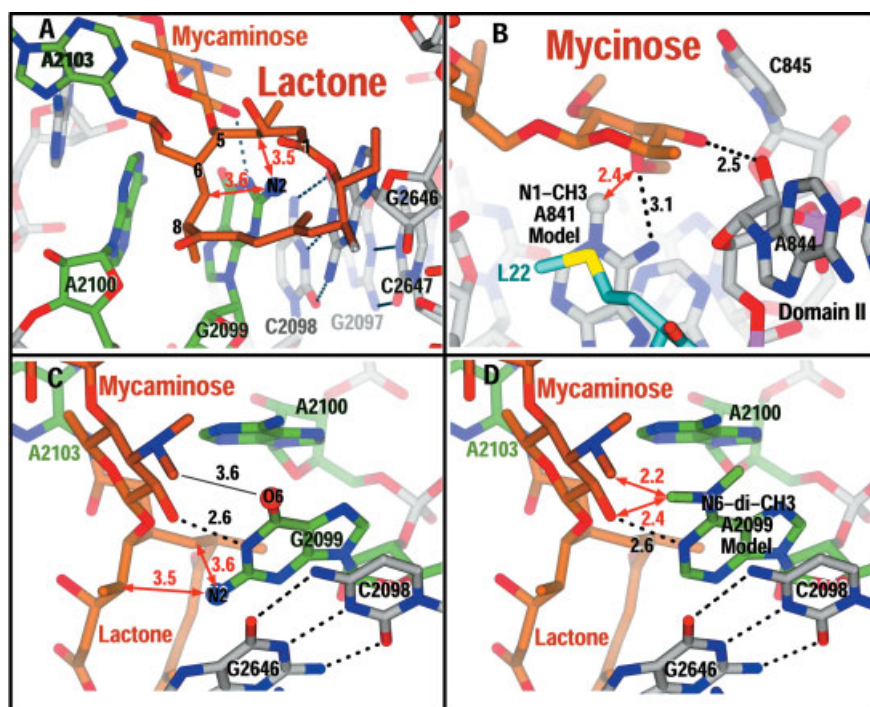 A
A2103
Mycaminose
Lactone
5
1
6
3.5
3.6
N2
8
G2646
A2100
G2099
C2098
G2097
C2647
B
Mycinose
C845
2.5
2.4
N1–CH3
A841
Model
3.1
L22
A844
Domain II
C
Mycaminose
A2100
A2103
3.6
O6
2.6
G2099
3.6
3.5
N2
C2098
Lactone
G2646
D
Mycaminose
A2100
A2103
2.2
N6–di–CH3
2.4
A2099
2.6
Model
C2098
Lactone
G2646